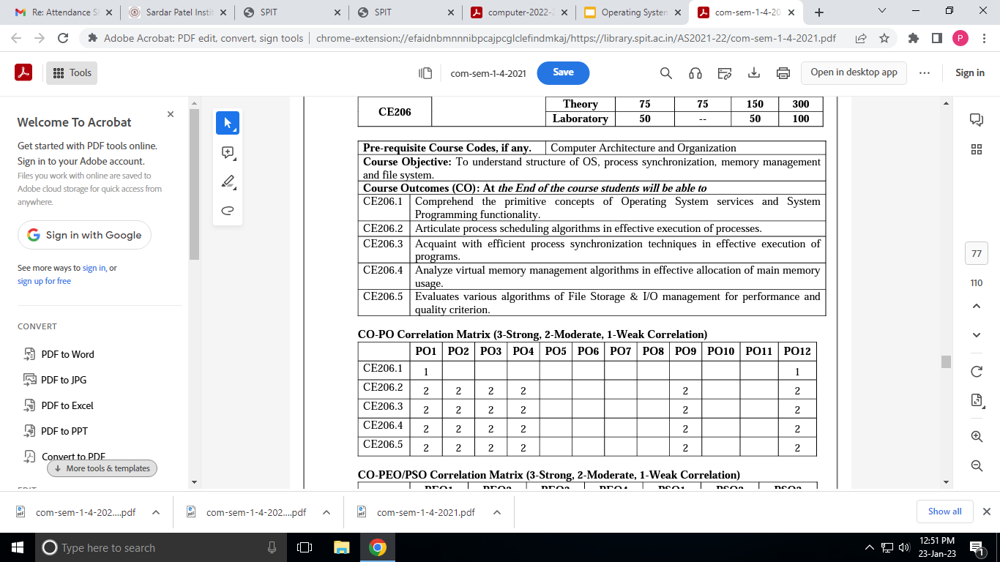 Re: Attendance S
Sardar Patel Instit
SPIT
SPIT
computer-2022-2
Operating System
com-sem-1-4-20
Adobe Acrobat: PDF edit, convert, sign tools | chrome-extension://efaidnbmnnnibpcajpcglclefindmkaj/https://library.spit.ac.in/AS2021-22/com-sem-1-4-2021.pdf
P
Tools
com-sem-1-4-2021
Save
Open in desktop app
Sign in
Welcome To Acrobat
Get started with PDF tools online.
Sign in to your Adobe account.
Files you work with online are saved to
Adobe cloud storage for quick access from
anywhere.
Sign in with Google
See more ways to sign in, or
sign up for free
CONVERT
PDF to Word
PDF to JPG
PDF to Excel
PDF to PPT
Convert to PDF
More tools & templates
EDIT
CE206
Theory 75 75 150 300
Laboratory 50 -- 50 100
Pre-requisite Course Codes, if any. Computer Architecture and Organization
Course Objective: To understand structure of OS, process synchronization, memory management
and file system.
Course Outcomes (CO): At the End of the course students will be able to
CE206.1 Comprehend the primitive concepts of Operating System services and System
Programming functionality.
CE206.2 Articulate process scheduling algorithms in effective execution of processes.
CE206.3 Acquaint with efficient process synchronization techniques in effective execution of
programs.
CE206.4 Analyze virtual memory management algorithms in effective allocation of main memory
usage.
CE206.5 Evaluates various algorithms of File Storage & I/O management for performance and
quality criterion.
CO-PO Correlation Matrix (3-Strong, 2-Moderate, 1-Weak Correlation)
PO1 PO2 PO3 PO4 PO5 PO6 PO7 PO8 PO9 PO10 PO11 PO12
CE206.1 1 1
CE206.2 2 2 2 2 2 2
CE206.3 2 2 2 2 2 2
CE206.4 2 2 2 2 2 2
CE206.5 2 2 2 2 2 2
CO-PEO/PSO Correlation Matrix (3-Strong, 2-Moderate, 1-Weak Correlation)
PEO1 PEO2 PEO3 PEO4 PSO1 PSO2 PSO3
77
110
com-sem-1-4-202....pdf
com-sem-1-4-202....pdf
com-sem-1-4-2021.pdf
Show all
Type here to search
12:51 PM
23-Jan-23
1